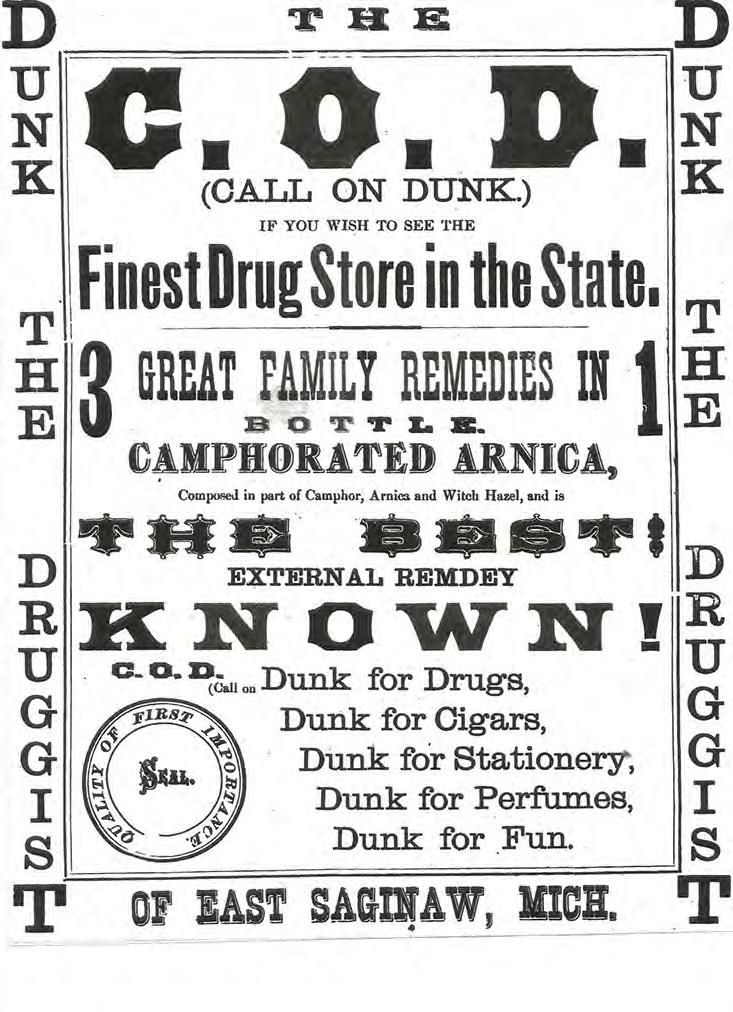 THE
C.O.D.
(CALL ON DUNK.)
IF YOU WISH TO SEE THE
Finest Drug Store in the State.
3 GREAT FAMILY REMEDIES IN 1
BOTTLE.
CAMPHORATED ARNICA,
Composed in part of Camphor, Arnica and Witch Hazel, and is
THE BEST!
EXTERNAL REMDEY
KNOWN!
C.O.D.
(Call on Dunk for Drugs,
Dunk for Cigars,
Dunk for Stationery,
Dunk for Perfumes,
Dunk for Fun.
QUALITY OF FIRST IMPORTANCE.
SEAL.
OF EAST SAGINAW, MICH.
DUNK THE DRUGGIST
DUNK THE DRUGGIST